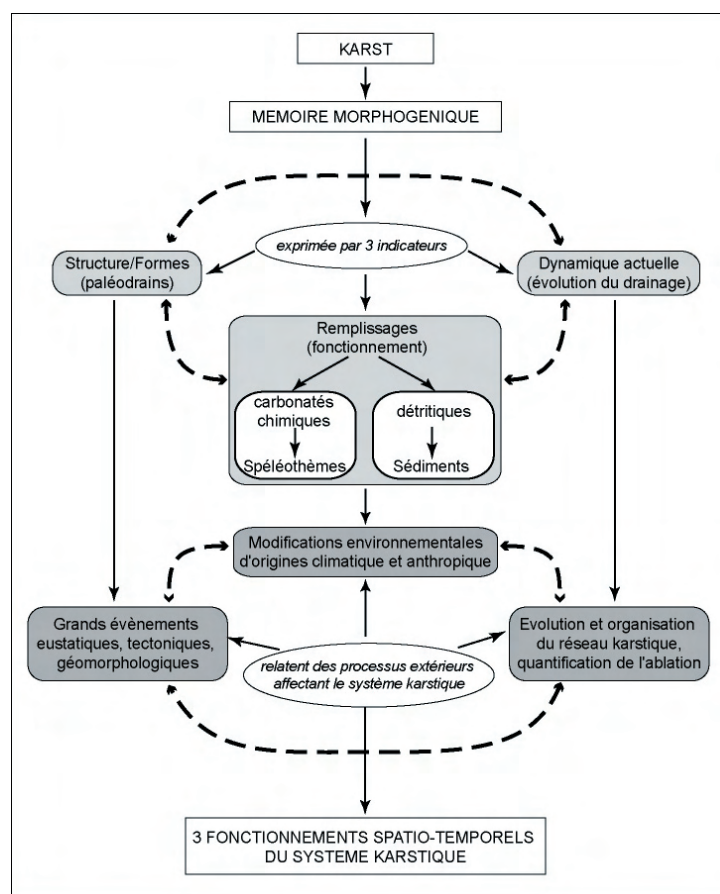 KARST
MEMOIRE MORPHOGENIQUE
exprimée par 3 indicateurs
Structure/Formes
(paléodrains)
Dynamique actuelle
(évolution du drainage)
Remplissages
(fonctionnement)
carbonatés
chimiques
Spéléothèmes
détritiques
Sédiments
Modifications environnementales
d'origines climatique et anthropique
Grands évènements
eustatiques, tectoniques,
géomorphologiques
Evolution et organisation
du réseau karstique,
quantification de l'ablation
relatent des processus extérieurs
affectant le système karstique
3 FONCTIONNEMENTS SPATIO-TEMPORELS
DU SYSTEME KARSTIQUE